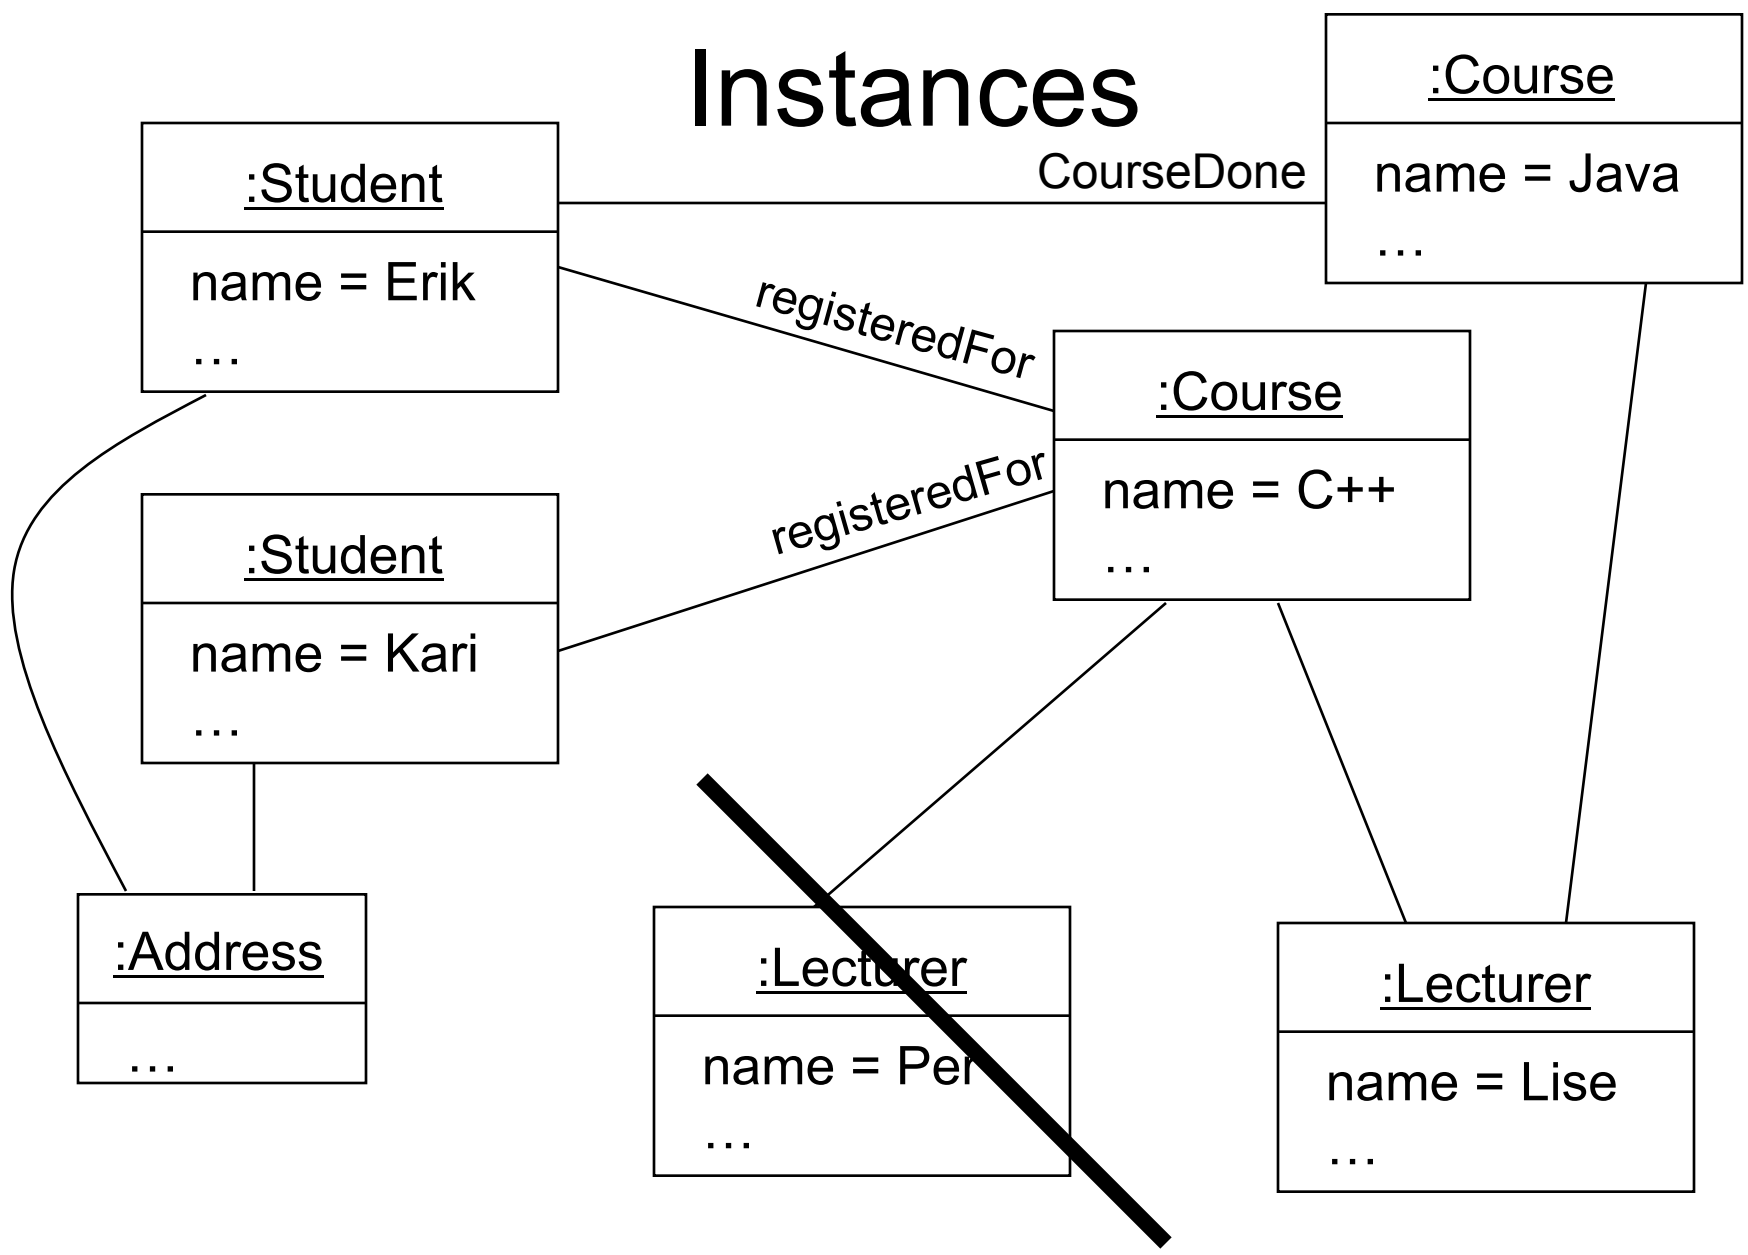 Instances
:Course
name = Java
…
CourseDone
:Student
name = Erik
…
registeredFor
:Course
name = C++
…
registeredFor
:Student
name = Kari
…
:Address
…
:Lecturer
name = Per
…
:Lecturer
name = Lise
…